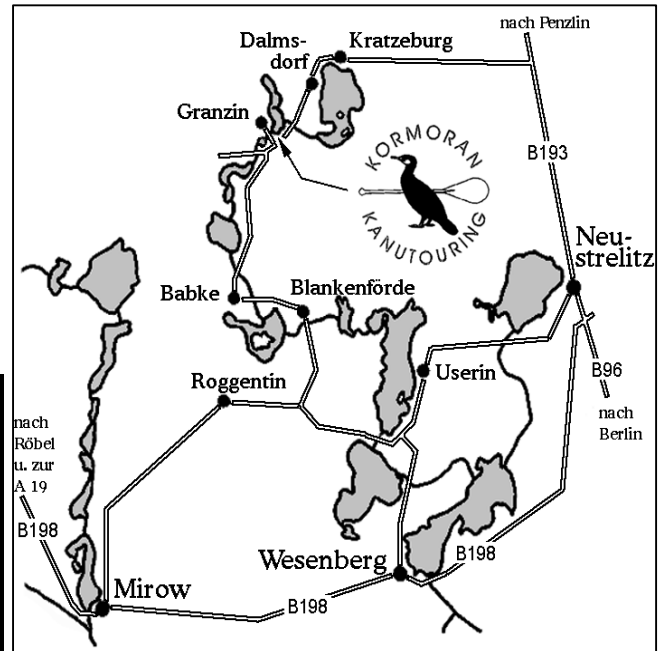 nach Penzlin
Dalms-
dorf
Kratzeburg
Granzin
KORMORAN
KANUTOURING
B193
Neu-
strelitz
Babke
Blankenförde
Userin
B96
nach
Berlin
Roggentin
nach
Röbel
u. zur
A 19
B198
Wesenberg
B198
Mirow
B198